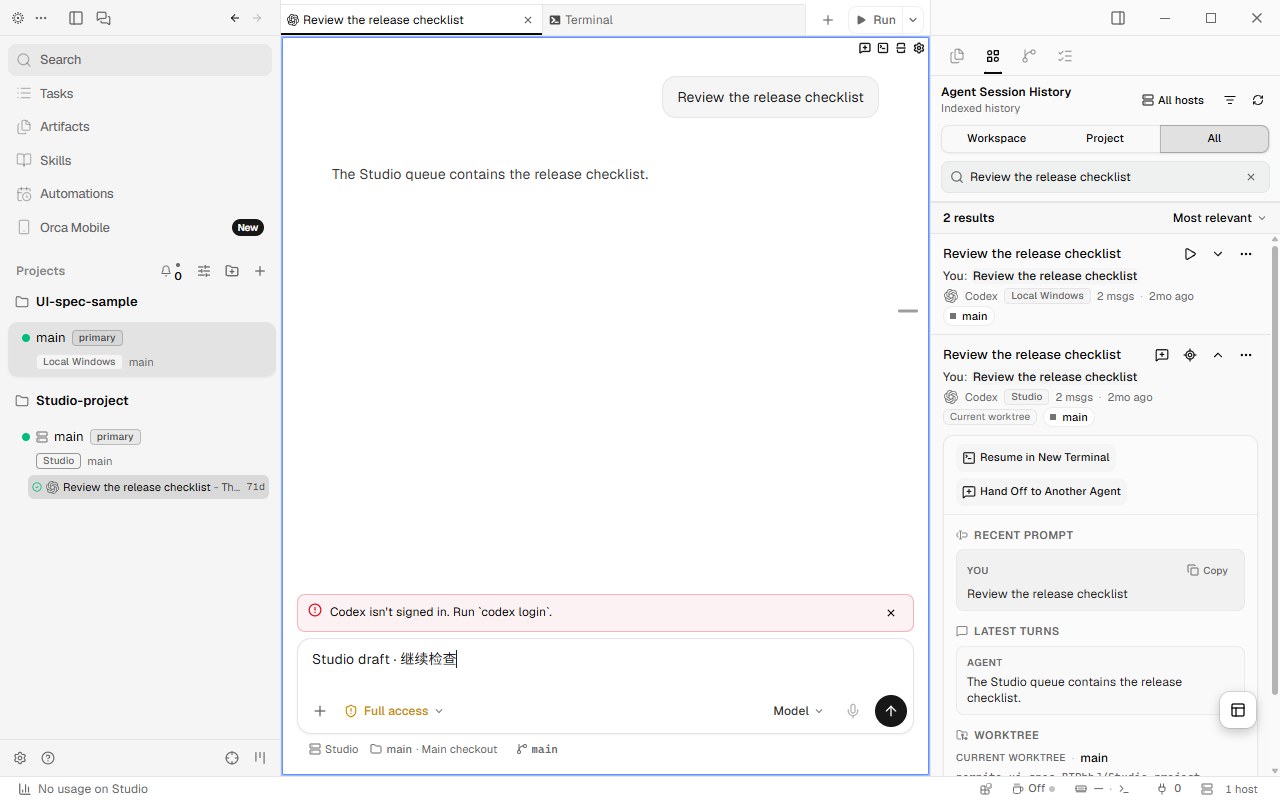 Review the release checklist
Terminal
Run
Search
Tasks
Artifacts
Skills
Automations
Orca Mobile
New
Projects
0
UI-spec-sample
main
primary
Local Windows
main
Studio-project
main
primary
Studio
main
Review the release checklist - Th...
71d
No usage on Studio
Review the release checklist
The Studio queue contains the release checklist.
Codex isn't signed in. Run `codex login`.
Studio draft · 继续检查
Full access
Model
Studio
main · Main checkout
main
Agent Session History
Indexed history
All hosts
Workspace
Project
All
Review the release checklist
2 results
Most relevant
Review the release checklist
You: Review the release checklist
Codex
Local Windows
2 msgs · 2mo ago
main
Review the release checklist
You: Review the release checklist
Codex
Studio
2 msgs · 2mo ago
Current worktree
main
Resume in New Terminal
Hand Off to Another Agent
RECENT PROMPT
YOU
Copy
Review the release checklist
LATEST TURNS
AGENT
The Studio queue contains the release
checklist.
WORKTREE
CURRENT WORKTREE · main
Off
0
1 host